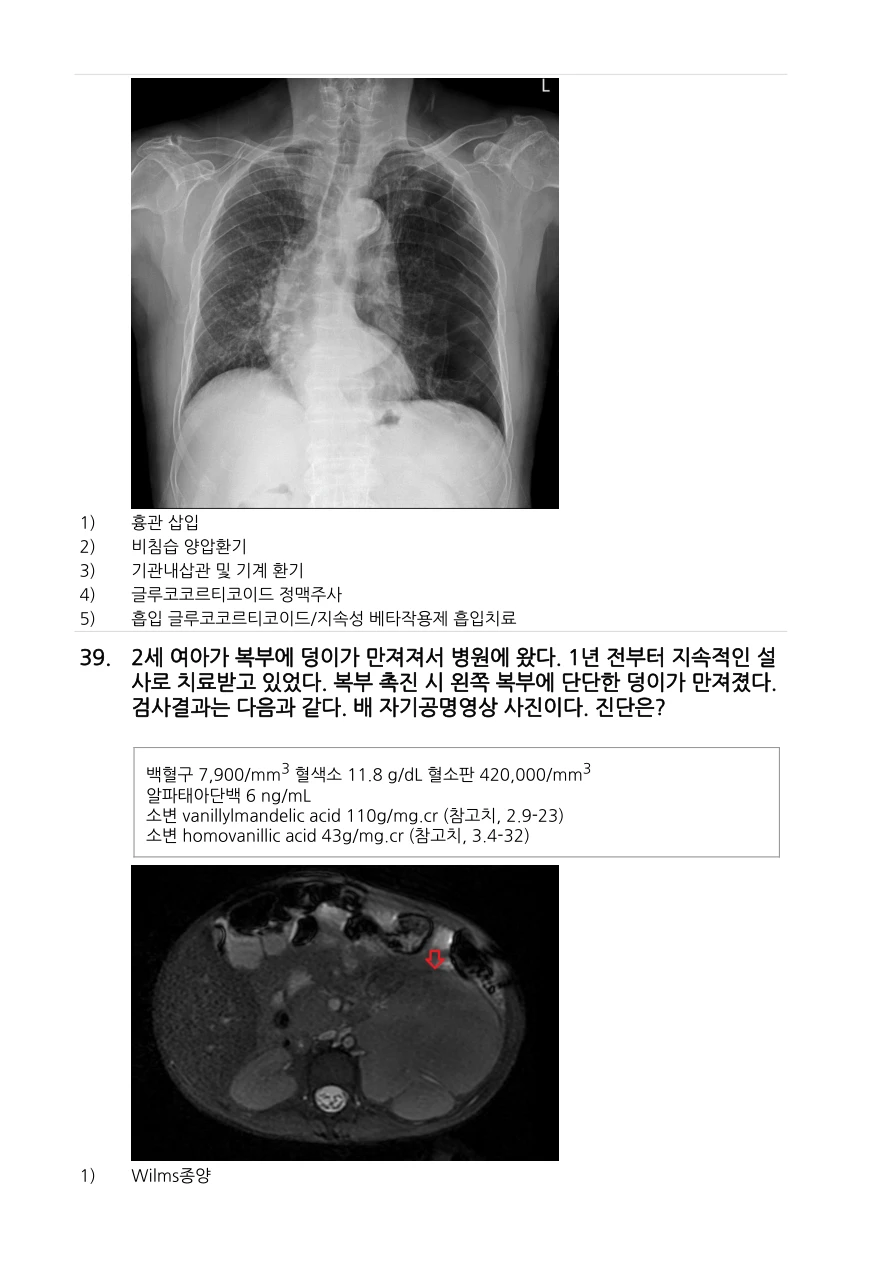 L
1) 흉관 삽입
2) 비침습 양압환기
3) 기관내삽관 및 기계 환기
4) 글루코코르티코이드 정맥주사
5) 흡입 글루코코르티코이드/지속성 베타작용제 흡입치료
39. 2세 여아가 복부에 덩이가 만져져서 병원에 왔다. 1년 전부터 지속적인 설
사로 치료받고 있었다. 복부 촉진 시 왼쪽 복부에 단단한 덩이가 만져졌다.
검사결과는 다음과 같다. 배 자기공명영상 사진이다. 진단은?
백혈구 7,900/mm³ 혈색소 11.8 g/dL 혈소판 420,000/mm³
알파태아단백 6 ng/mL
소변 vanillylmandelic acid 110g/mg.cr (참고치, 2.9-23)
소변 homovanillic acid 43g/mg.cr (참고치, 3.4-32)
1) Wilms종양